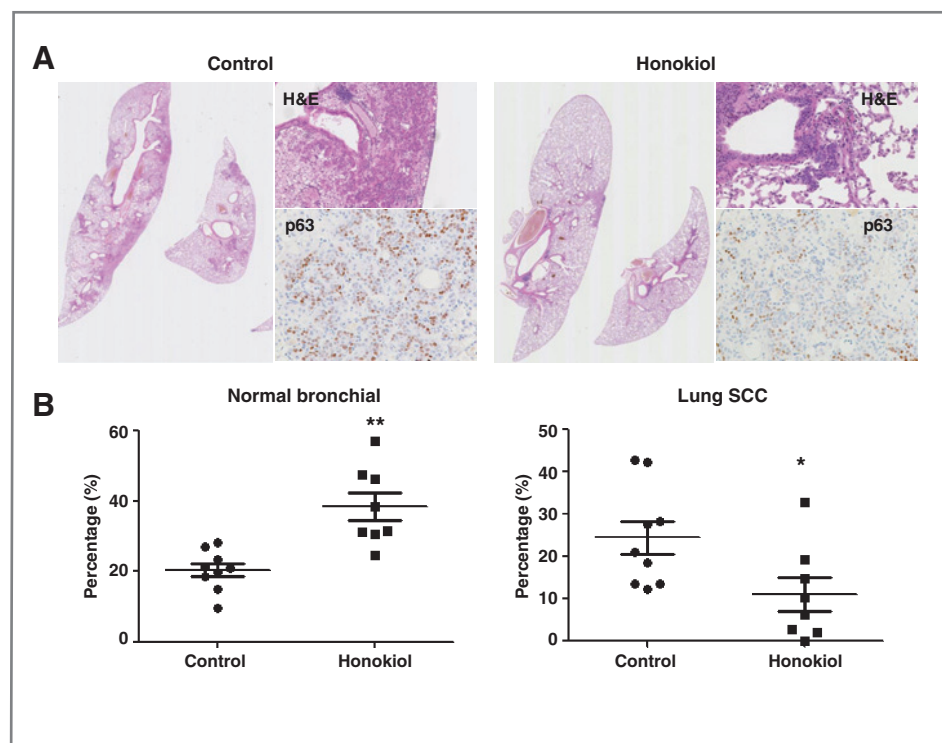 A
Control
Honokiol
H&E
H&E
p63
p63
B
Normal bronchial
Lung SCC
**
*
Percentage (%)
60
40
20
0
Control
Honokiol
Percentage (%)
50
40
30
20
10
0
Control
Honokiol